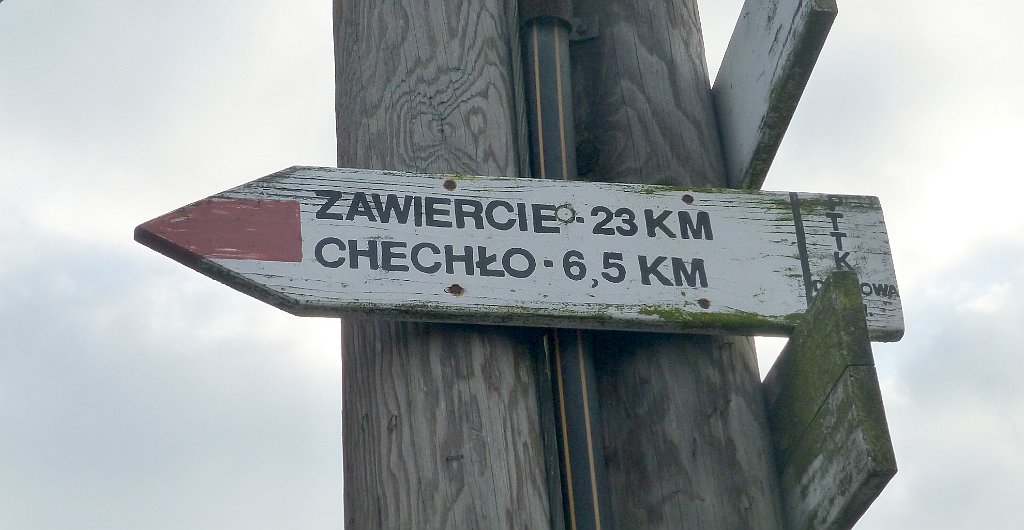 ZAWIERCIE · 23 KM
CHECHŁO · 6,5 KM
PTTK